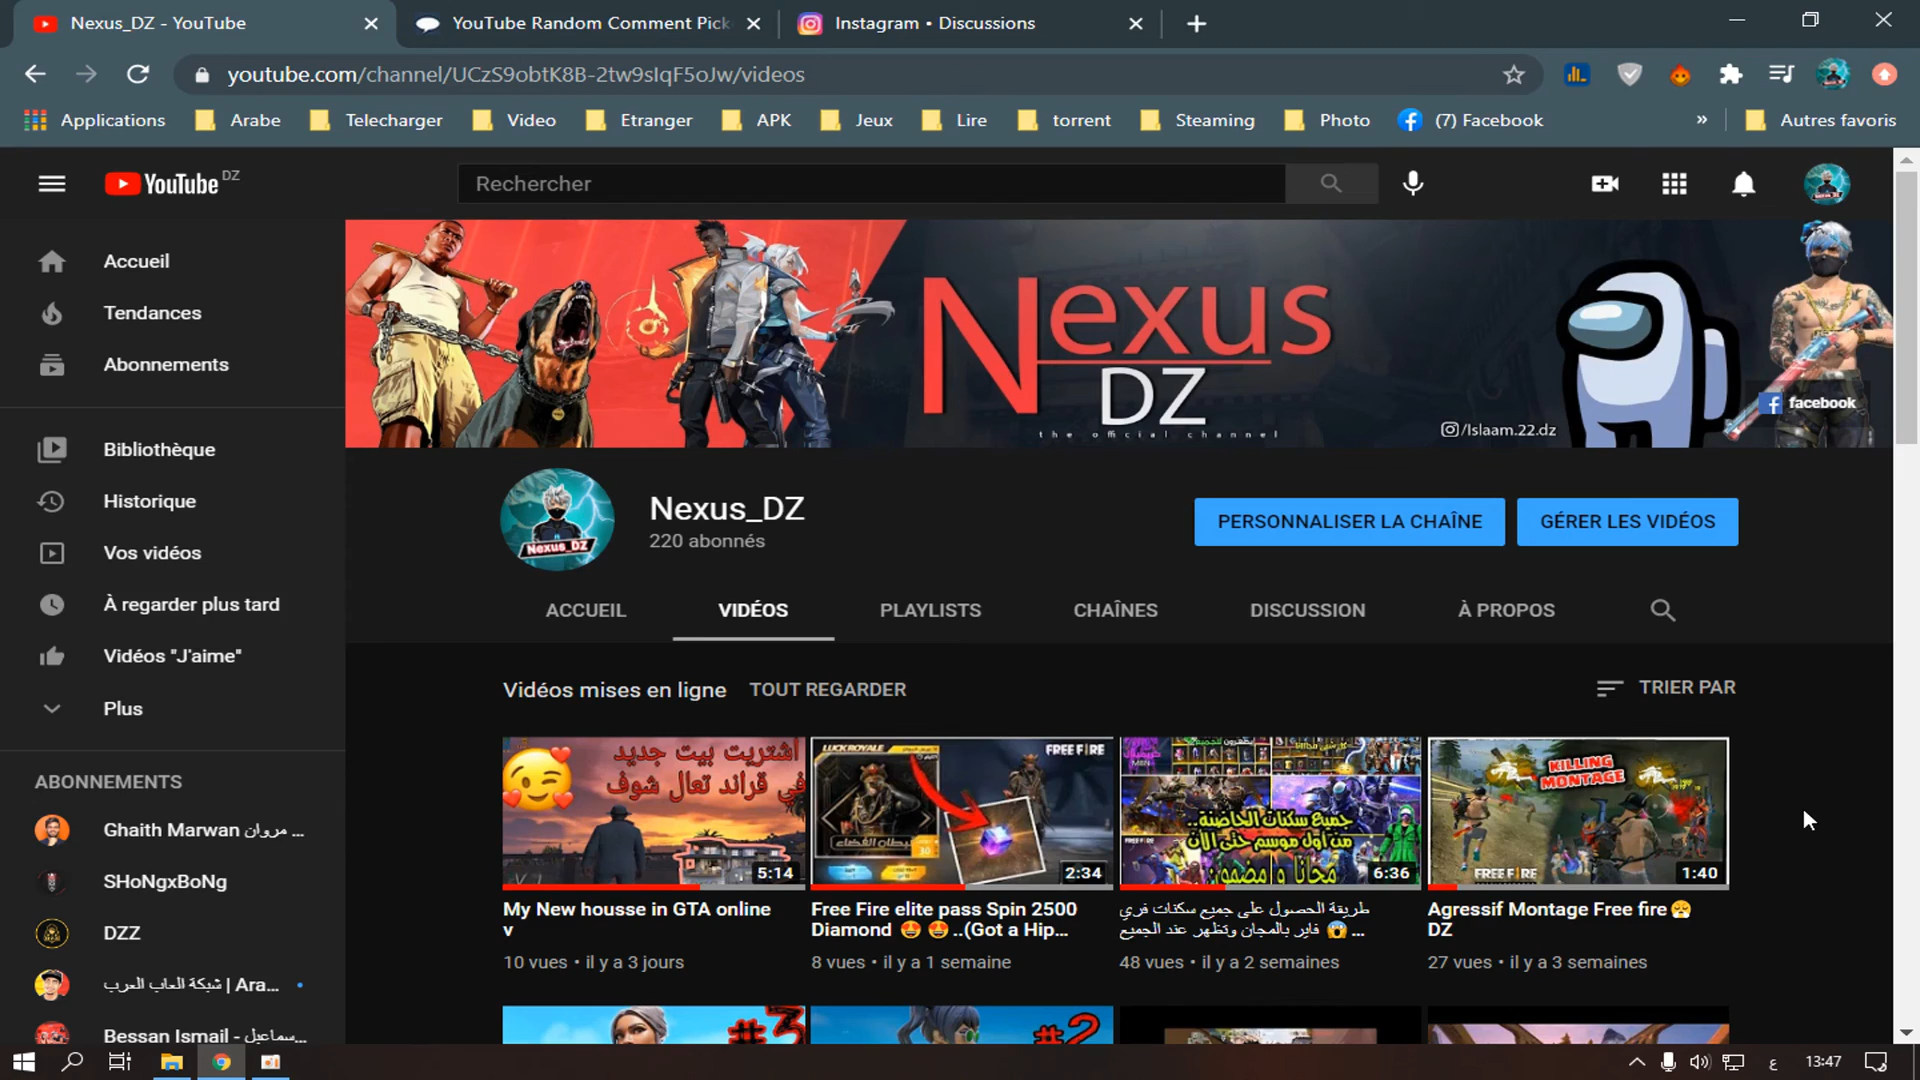 Nexus_DZ - YouTube
YouTube Random Comment Pick
Instagram • Discussions
youtube.com/channel/UCzS9obtK8B-2tw9sIqF5oJw/videos
Applications
Arabe
Telecharger
Video
Etranger
APK
Jeux
Lire
torrent
Steaming
Photo
(7) Facebook
»
Autres favoris
YouTube DZ
Rechercher
Accueil
Tendances
Abonnements
Bibliothèque
Historique
Vos vidéos
À regarder plus tard
Vidéos "J'aime"
Plus
ABONNEMENTS
Ghaith Marwan مروان ...
SHoNgxBoNg
DZZ
شبكة العاب العرب | Ara...
Bessan Ismail - سماعيل...
Nexus
DZ
the official channel
/Islaam.22.dz
facebook
Nexus_DZ
Nexus_DZ
220 abonnés
PERSONNALISER LA CHAÎNE
GÉRER LES VIDÉOS
ACCUEIL
VIDÉOS
PLAYLISTS
CHAÎNES
DISCUSSION
À PROPOS
Vidéos mises en ligne
TOUT REGARDER
TRIER PAR
اشتريت بيت جديد
في قراند تعال شوف
5:14
My New housse in GTA online
v
10 vues • il y a 3 jours
LUCK ROYALE
FREE FIRE
30
2:34
Free Fire elite pass Spin 2500
Diamond 🤩 🤩 ..(Got a Hip...
8 vues • il y a 1 semaine
جميع سكنات الخاصنة..
من أول موسم حتى الآن
مجانا و مضمون
6:36
طريقة الحصول على جميع سكنات فري
فاير بالمجان وتظهر عند الجميع 😱 ...
48 vues • il y a 2 semaines
KILLING
MONTAGE
FREE FIRE
1:40
Agressif Montage Free fire 😤
DZ
27 vues • il y a 3 semaines
#3
#2
ع
13:47